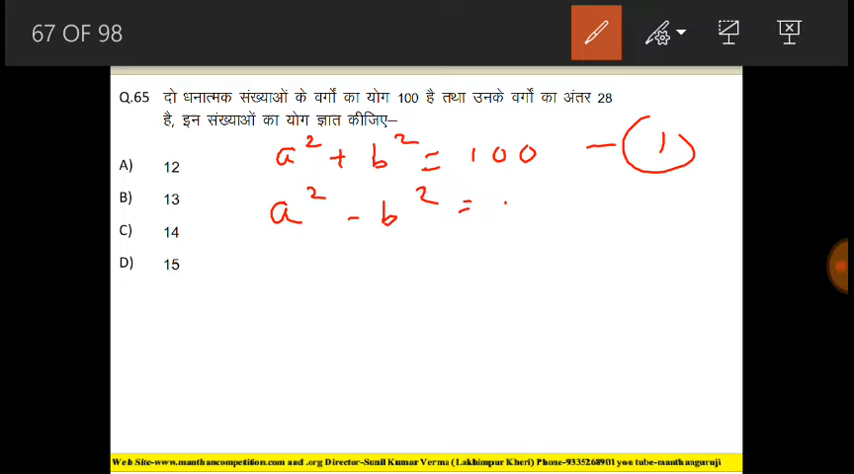 67 OF 98
Q.65 दो धनात्मक संख्याओं के वर्गों का योग 100 है तथा उनके वर्गों का अंतर 28
है, इन संख्याओं का योग ज्ञात कीजिए–
a² + b² = 100 — (1)
A) 12
a² - b² =
B) 13
C) 14
D) 15
Web Site-www.manthancompetition.com and .org Director-Sunil Kumar Verma (Lakhimpur Kheri) Phone-9335268901 you tube-manthanguruji